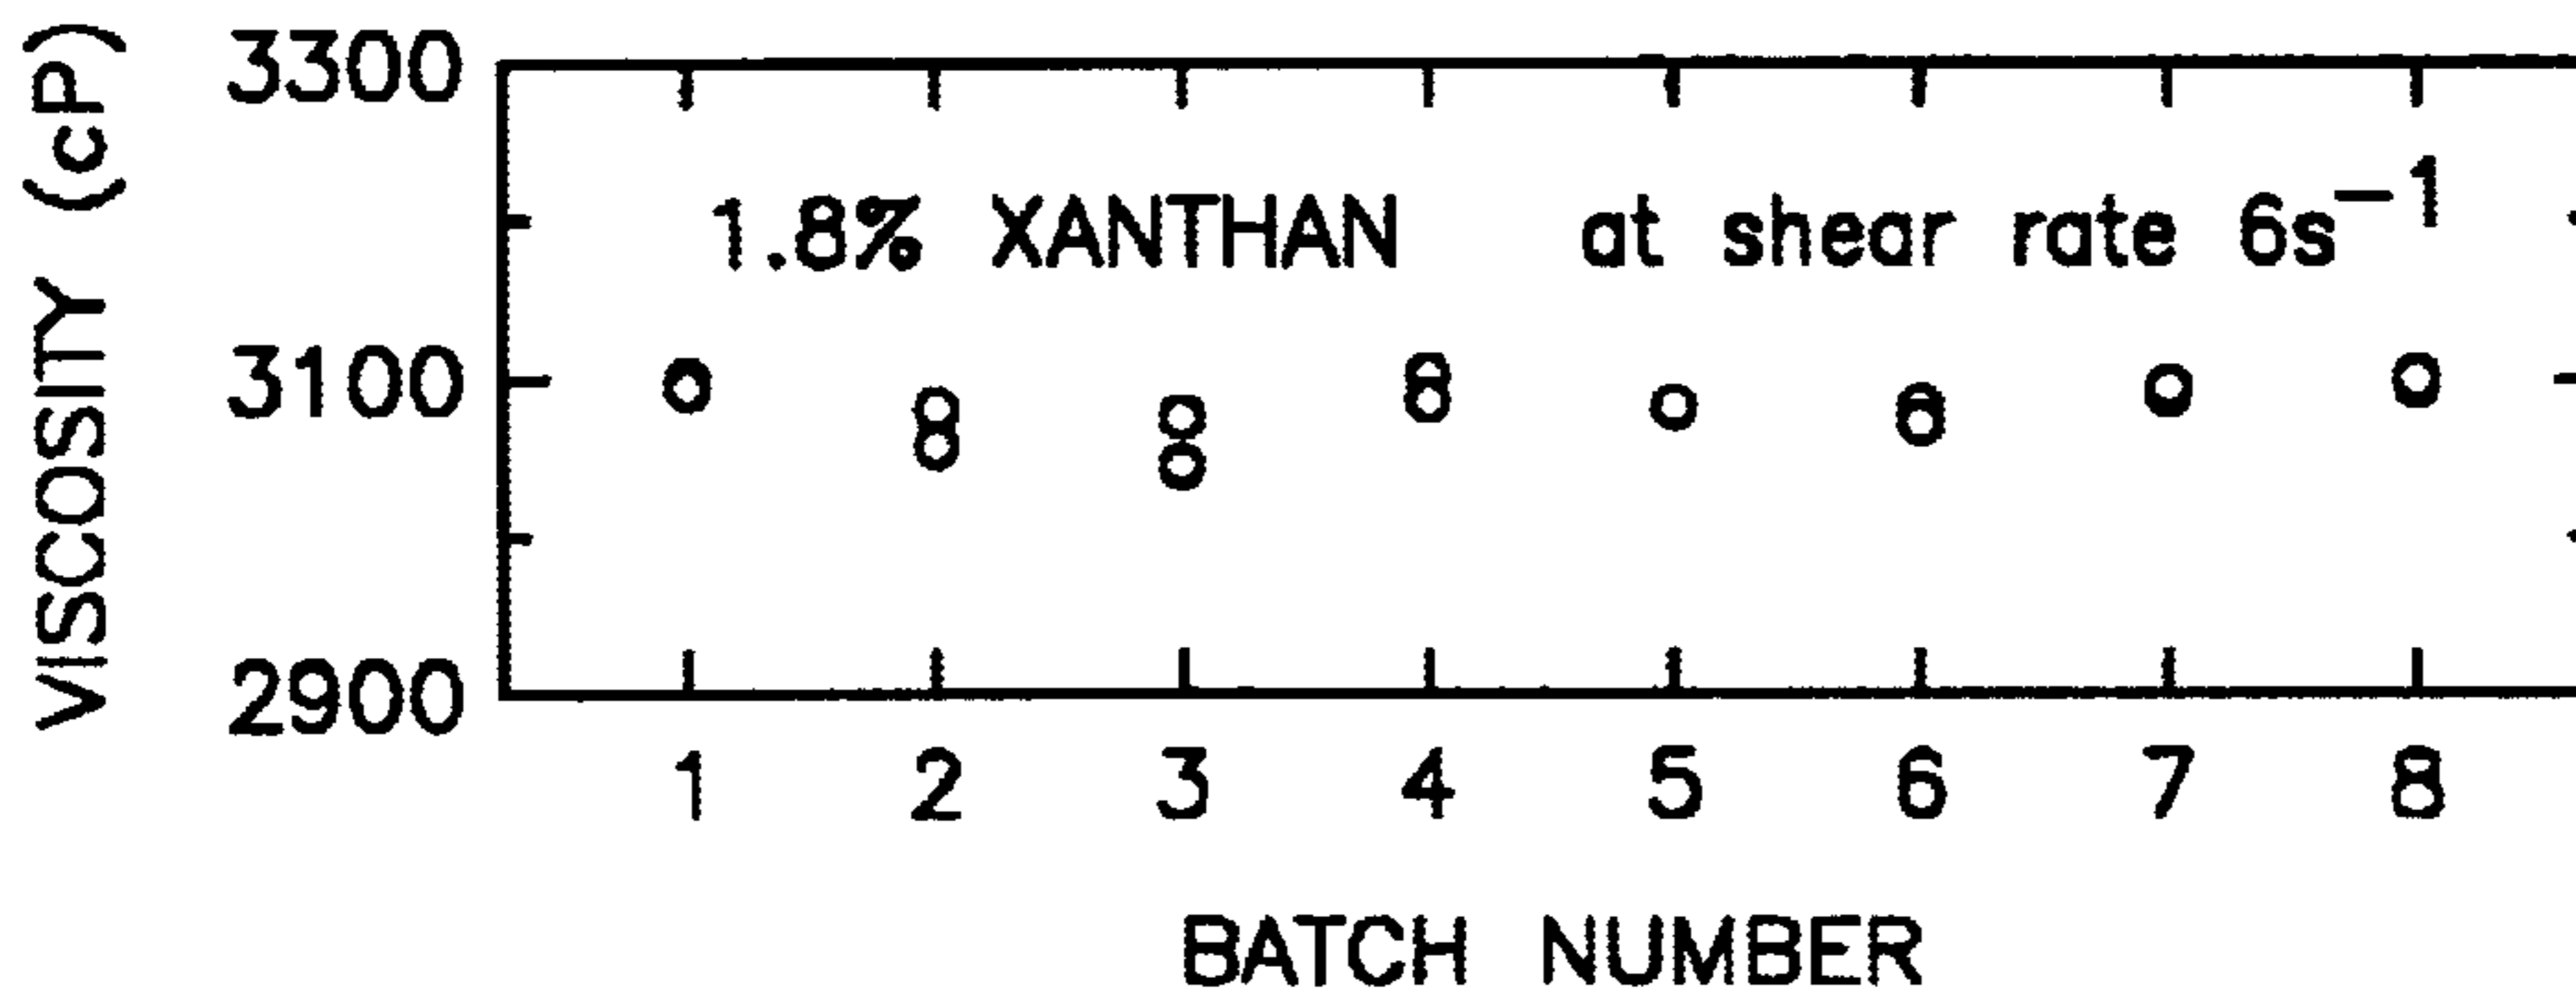 VISCOSITY (cP)
3300
3100
2900
1.8% XANTHAN at shear rate 6s⁻¹
1 2 3 4 5 6 7 8
BATCH NUMBER